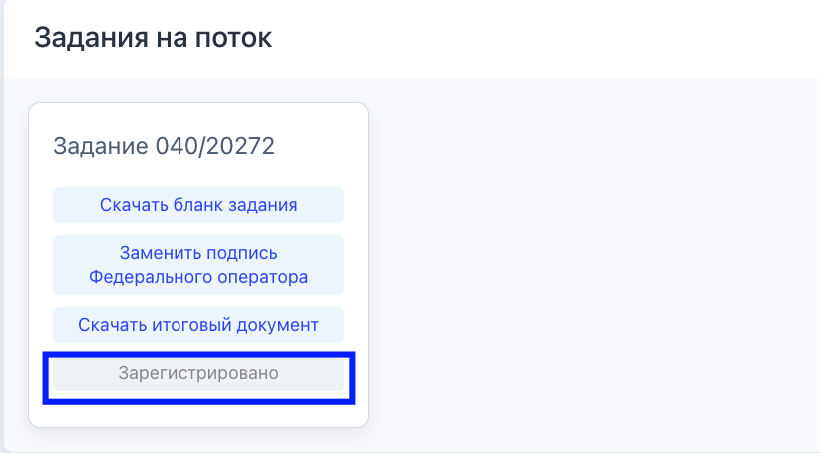 Задания на поток
Задание 040/20272
Скачать бланк задания
Заменить подпись
Федерального оператора
Скачать итоговый документ
Зарегистрировано